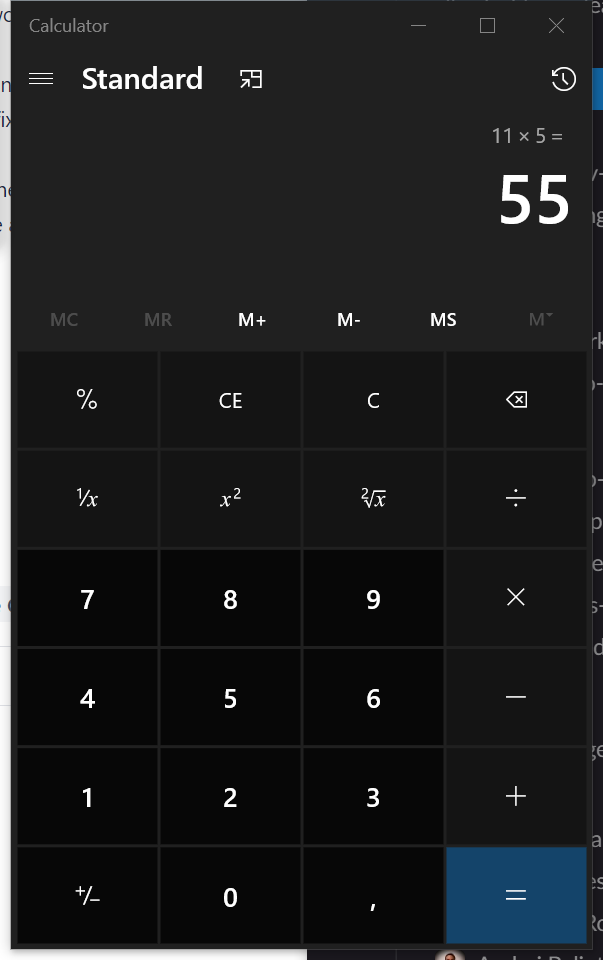 Calculator
Standard
11 × 5 =
55
MC MR M+ M- MS M˅
% CE C
¹⁄x x² ²√x ÷
7 8 9 ×
4 5 6 −
1 2 3 +
+/− 0 , =